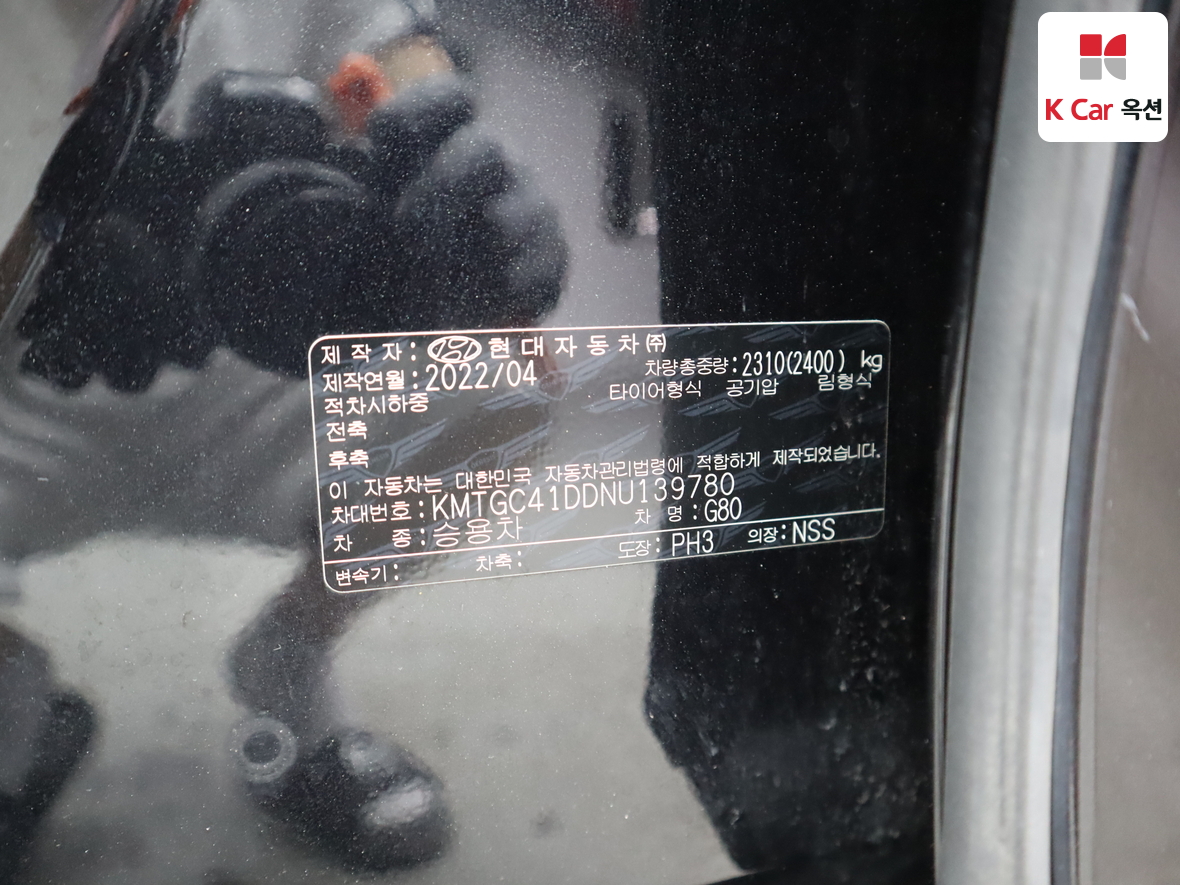 K Car 옥션
제 작 자 : 현 대 자 동 차 ㈜
제작연월 : 2022/04 차량총중량 : 2310(2400) kg
적차시하중 타이어형식 공기압 림형식
전축
후축
이 자동차는 대한민국 자동차관리법령에 적합하게 제작되었습니다.
차대번호 : KMTGC41DDNU139780
차 종 : 승용차 차 명 : G80
변속기 : 차축 : 도장 : PH3 의장 : NSS